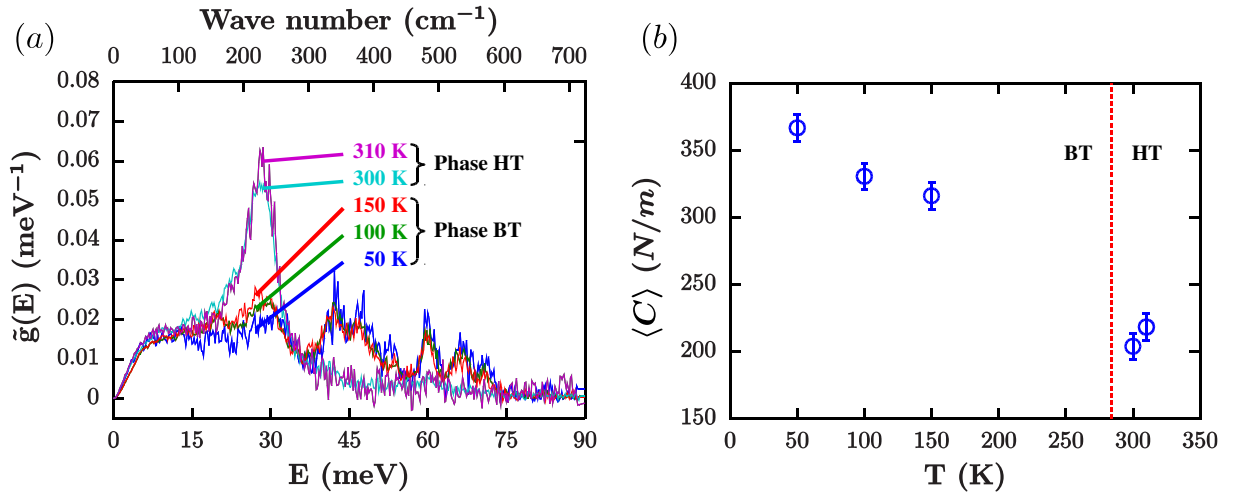 (a)
Wave number (cm⁻¹)
0 100 200 300 400 500 600 700
0.08
0.07
0.06
0.05
0.04
0.03
0.02
0.01
0
g̃(E) (meV⁻¹)
310 K
300 K
Phase HT
150 K
100 K
50 K
Phase BT
0 15 30 45 60 75 90
E (meV)
(b)
400
350
300
250
200
150
⟨C⟩ (N/m)
BT HT
0 50 100 150 200 250 300 350
T (K)